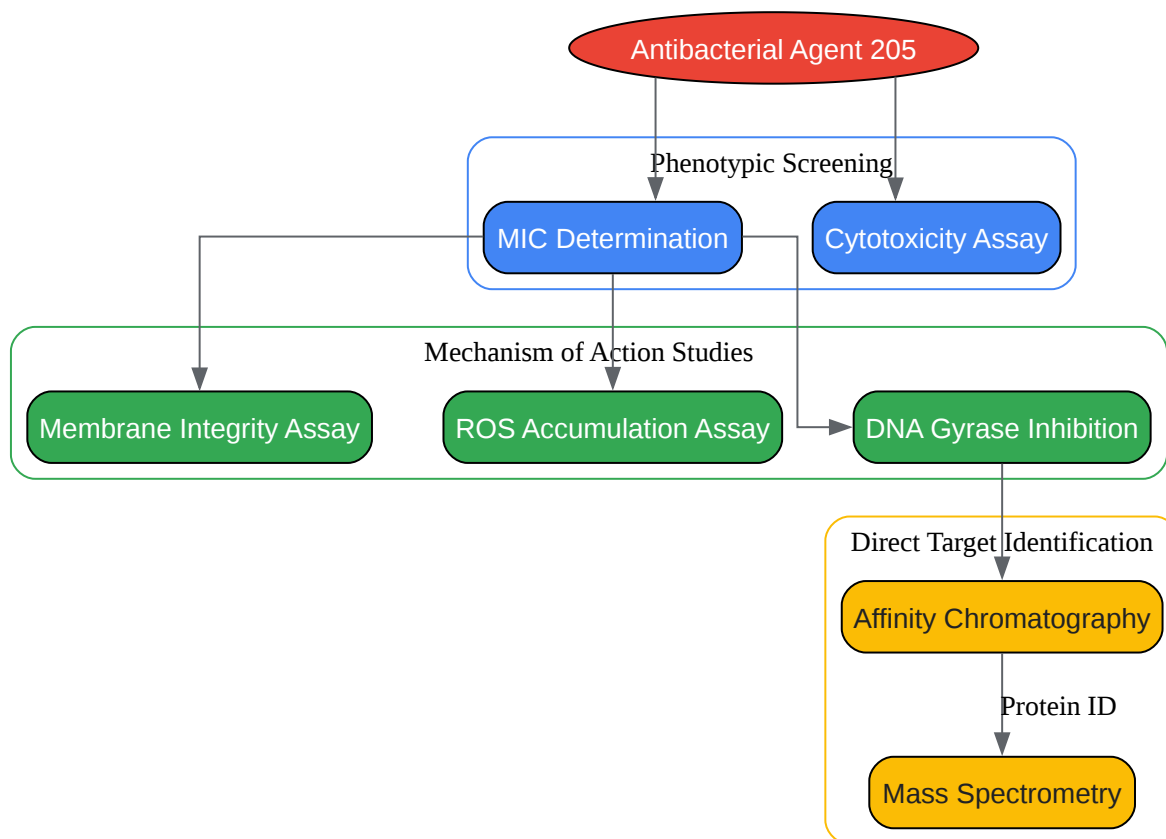 Antibacterial Agent 205
Phenotypic Screening
MIC Determination
Cytotoxicity Assay
Mechanism of Action Studies
Membrane Integrity Assay
ROS Accumulation Assay
DNA Gyrase Inhibition
Direct Target Identification
Affinity Chromatography
Protein ID
Mass Spectrometry